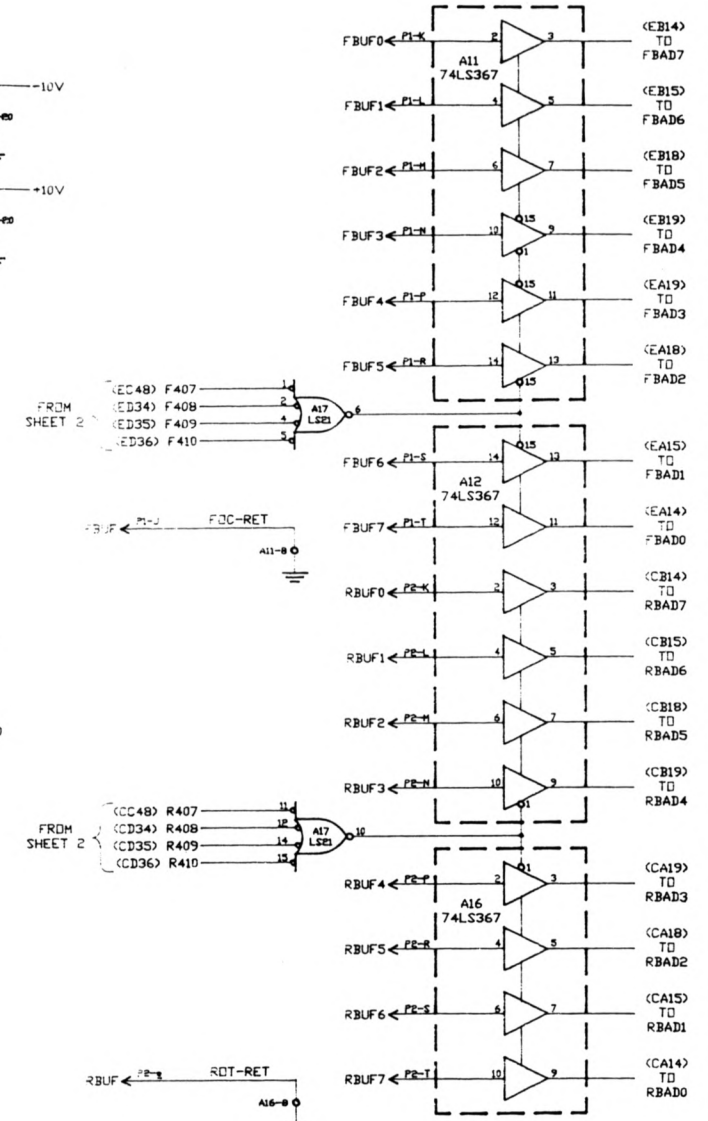 -10V
+10V
FBUF0 P1-K 2 3 (EB14) TO FBAD7
A11
74LS367
FBUF1 P1-L 4 5 (EB15) TO FBAD6
FBUF2 P1-M 6 7 (EB18) TO FBAD5
15
FBUF3 P1-N 10 9 (EB19) TO FBAD4
1
15
FBUF4 P1-P 12 11 (EA19) TO FBAD3
FBUF5 P1-R 14 13 (EA18) TO FBAD2
15
FROM SHEET 2
(EC48) F407 1
(ED34) F408 2
(ED35) F409 4
(ED36) F410 5
A17
LS21
6
15
FBUF6 P1-S 14 13 (EA15) TO FBAD1
A12
74LS367
FBUF7 P1-T 12 11 (EA14) TO FBAD0
FBUF P1-J FOC-RET
A11-8
RBUF0 P2-K 2 3 (CB14) TO RBAD7
RBUF1 P2-L 4 5 (CB15) TO RBAD6
RBUF2 P2-M 6 7 (CB18) TO RBAD5
RBUF3 P2-N 10 9 (CB19) TO RBAD4
1
FROM SHEET 2
(CC48) R407 11
(CD34) R408 12
(CD35) R409 14
(CD36) R410 15
A17
LS21
10
1
RBUF4 P2-P 2 3 (CA19) TO RBAD3
A16
74LS367
RBUF5 P2-R 4 5 (CA18) TO RBAD2
RBUF6 P2-S 6 7 (CA15) TO RBAD1
RBUF7 P2-T 10 9 (CA14) TO RBAD0
RBUF ROT-RET
A16-8